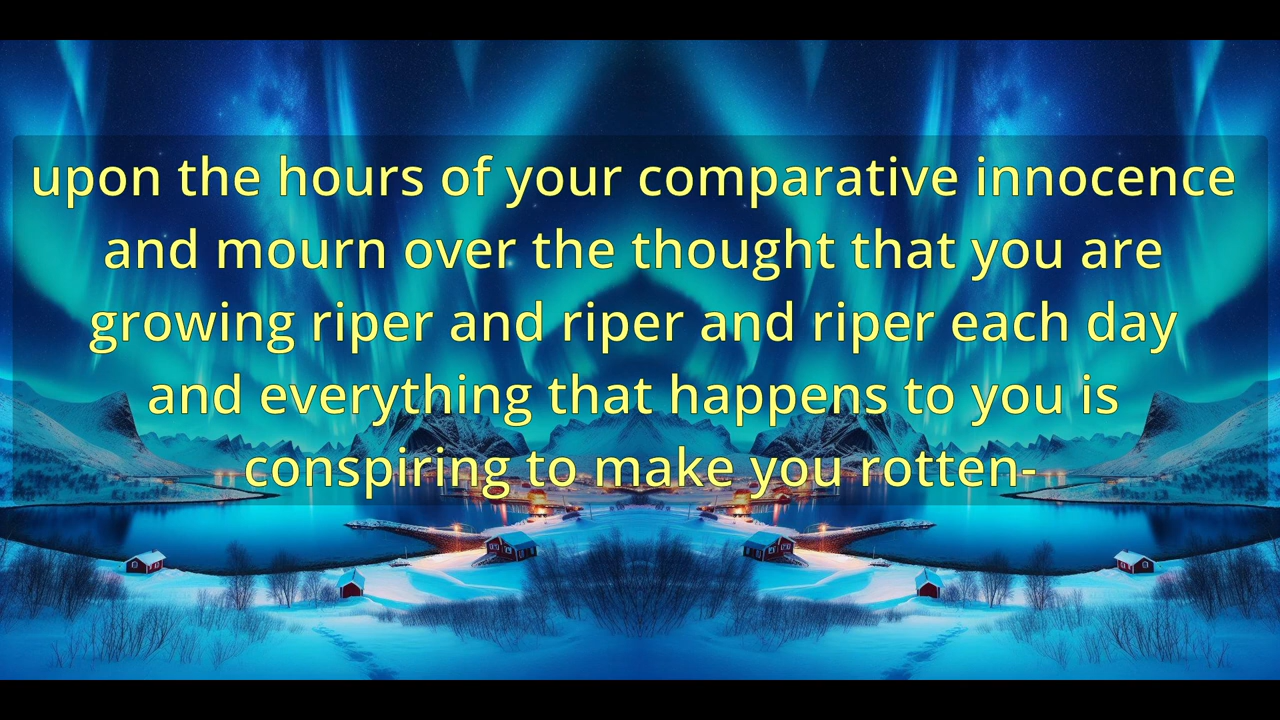 upon the hours of your comparative innocence
and mourn over the thought that you are
growing riper and riper and riper each day
and everything that happens to you is
conspiring to make you rotten-